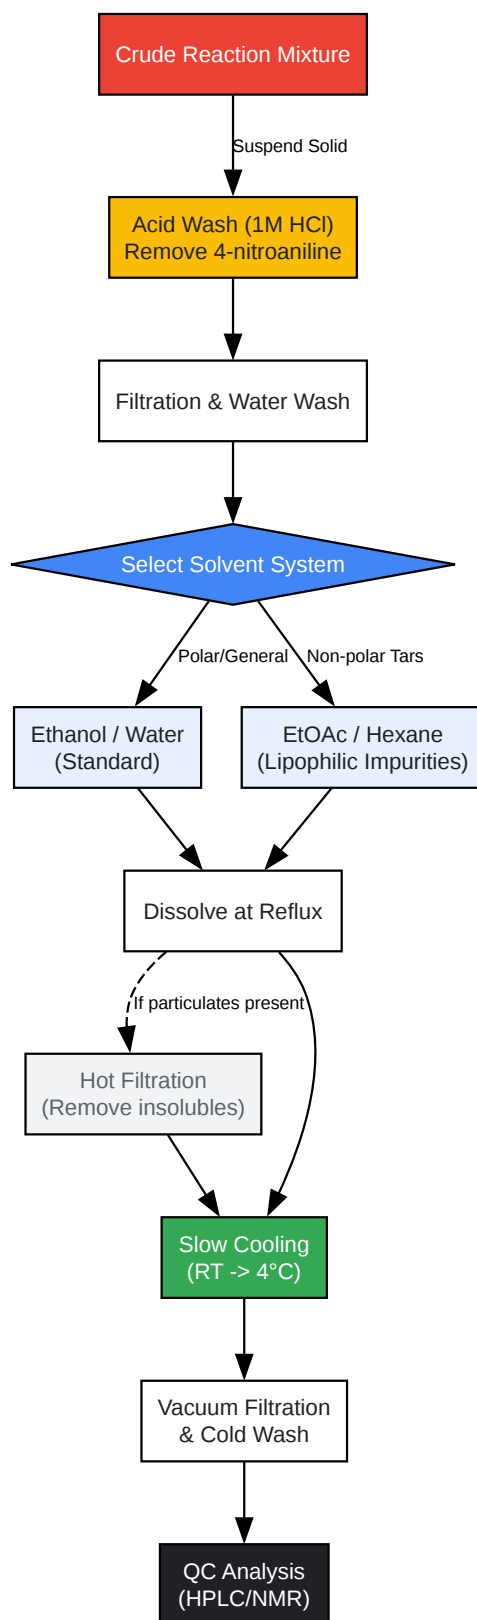 Crude Reaction Mixture
Suspend Solid
Acid Wash (1M HCl)
Remove 4-nitroaniline
Filtration & Water Wash
Select Solvent System
Polar/General
Non-polar Tars
Ethanol / Water
(Standard)
EtOAc / Hexane
(Lipophilic Impurities)
Dissolve at Reflux
If particulates present
Hot Filtration
(Remove insolubles)
Slow Cooling
(RT -> 4°C)
Vacuum Filtration
& Cold Wash
QC Analysis
(HPLC/NMR)